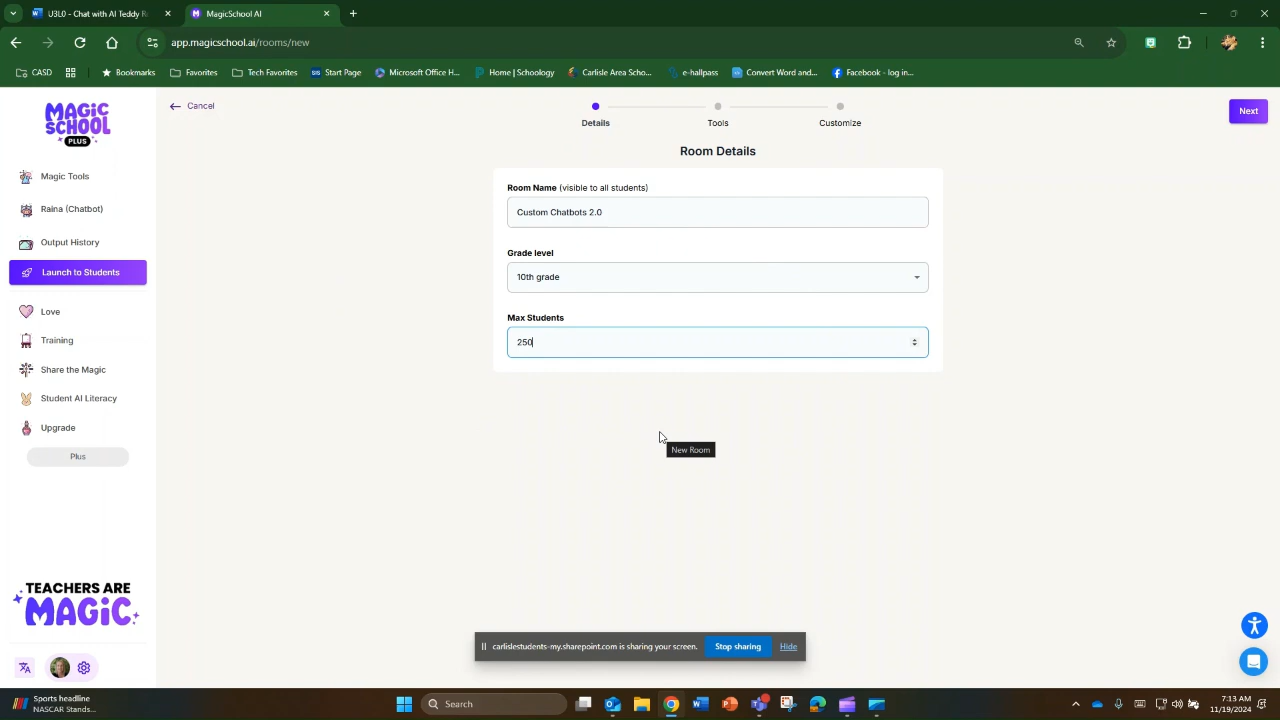 U3L0 - Chat with AI Teddy Ro
MagicSchool AI
app.magicschool.ai/rooms/new
CASD
Bookmarks
Favorites
Tech Favorites
Start Page
Microsoft Office H...
Home | Schoology
Carlisle Area Scho...
e-hallpass
Convert Word and...
Facebook - log in...
MAGIC
SCHOOL
PLUS
Magic Tools
Raina (Chatbot)
Output History
Launch to Students
Love
Training
Share the Magic
Student AI Literacy
Upgrade
Plus
TEACHERS ARE
MAGIC
Cancel
Details
Tools
Customize
Next
Room Details
Room Name (visible to all students)
Custom Chatbots 2.0
Grade level
10th grade
Max Students
250
New Room
carlislestudents-my.sharepoint.com is sharing your screen.
Stop sharing
Hide
Sports headline
NASCAR Stands...
Search
7:13 AM
11/19/2024